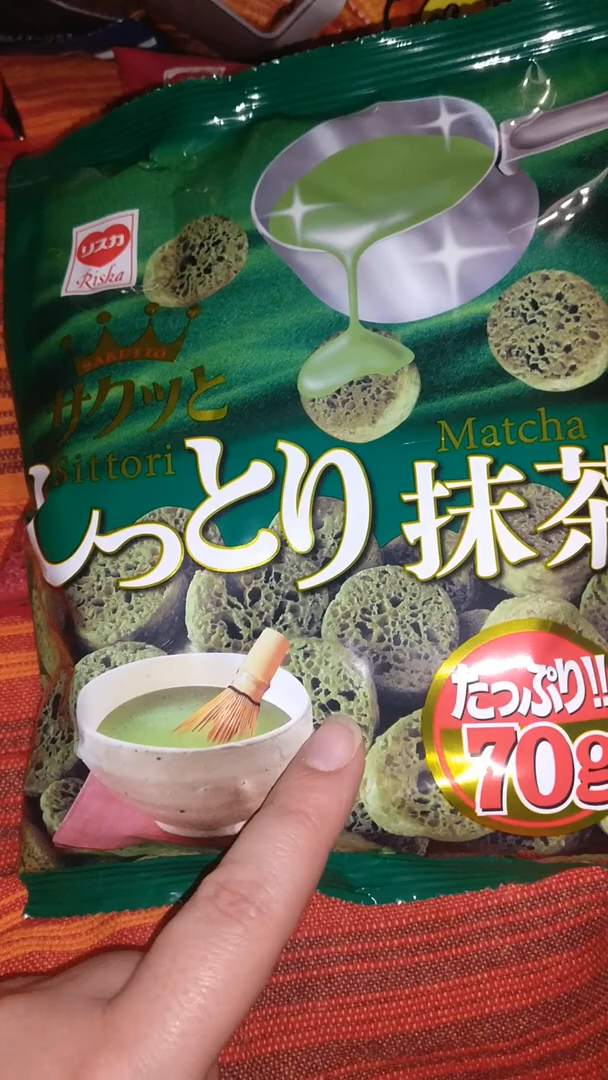 リスカ
Riska
SAKUTTO
サクッと
Sittori
Matcha
しっとり 抹茶
たっぷり!!
70g